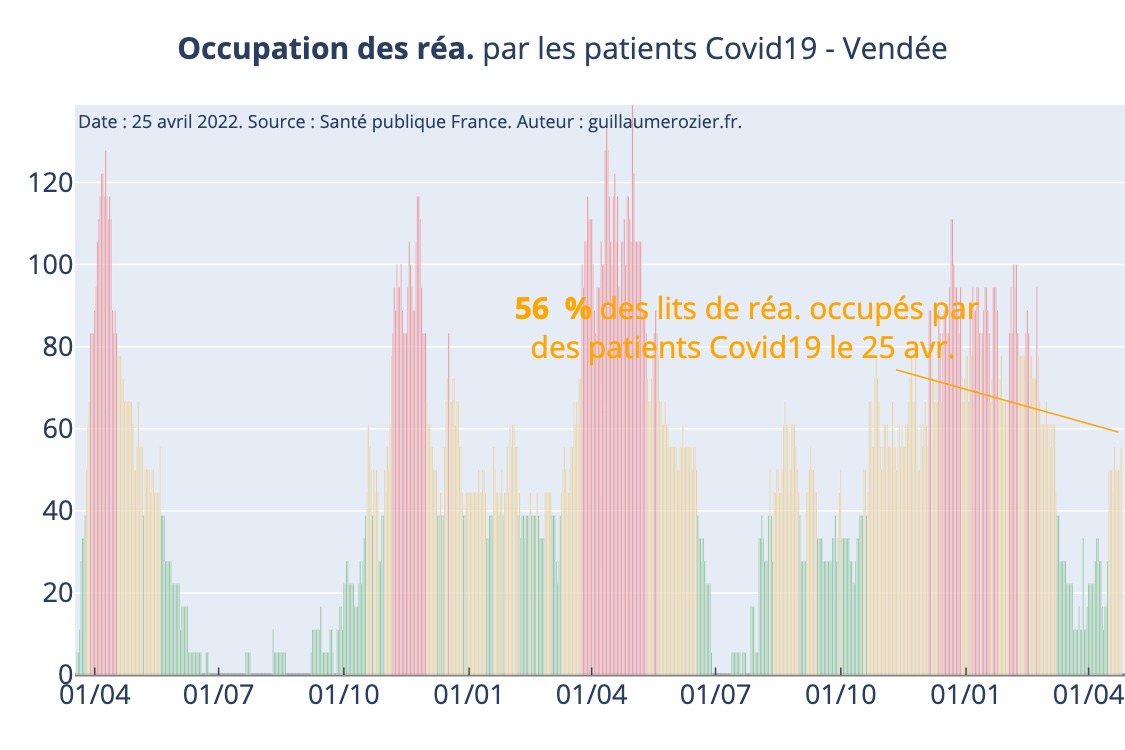 Occupation des réa. par les patients Covid19 - Vendée
Date : 25 avril 2022. Source : Santé publique France. Auteur : guillaumerozier.fr.
120
100
56 % des lits de réa. occupés par
des patients Covid19 le 25 avr.
80
60
40
20
0
01/04 01/07 01/10 01/01 01/04 01/07 01/10 01/01 01/04